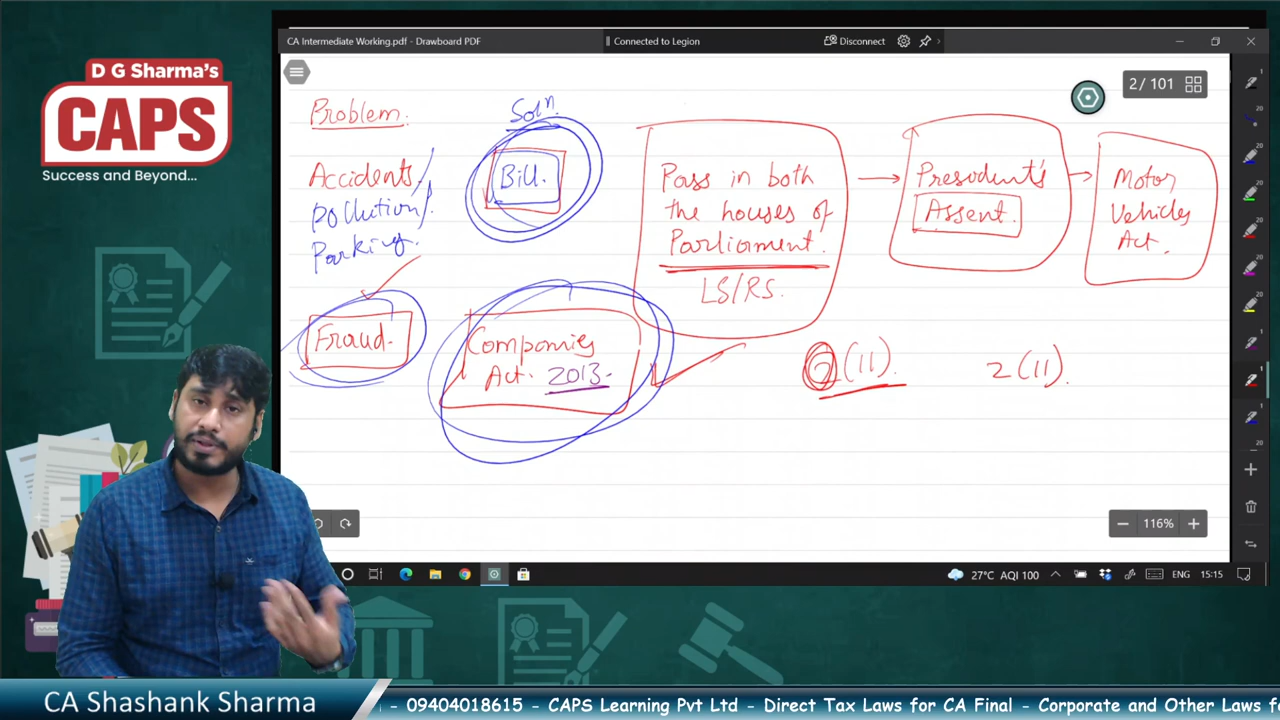 D G Sharma's
CAPS
Success and Beyond...
CA Intermediate Working.pdf - Drawboard PDF
Connected to Legion
Disconnect
2 / 101
Problem.
Accidents/
pollution/
Parking.
Solⁿ.
Bill.
Pass in both
the houses of
Parliament.
LS/RS.
Presodent's
Assent.
Motor
Vehicles
Act.
Fraud.
Companies
Act. 2013.
2(11).
2(11).
116%
27°C AQI 100
ENG
15:15
CA Shashank Sharma
- 09404018615 - CAPS Learning Pvt Ltd - Direct Tax Laws for CA Final - Corporate and Other Laws fo